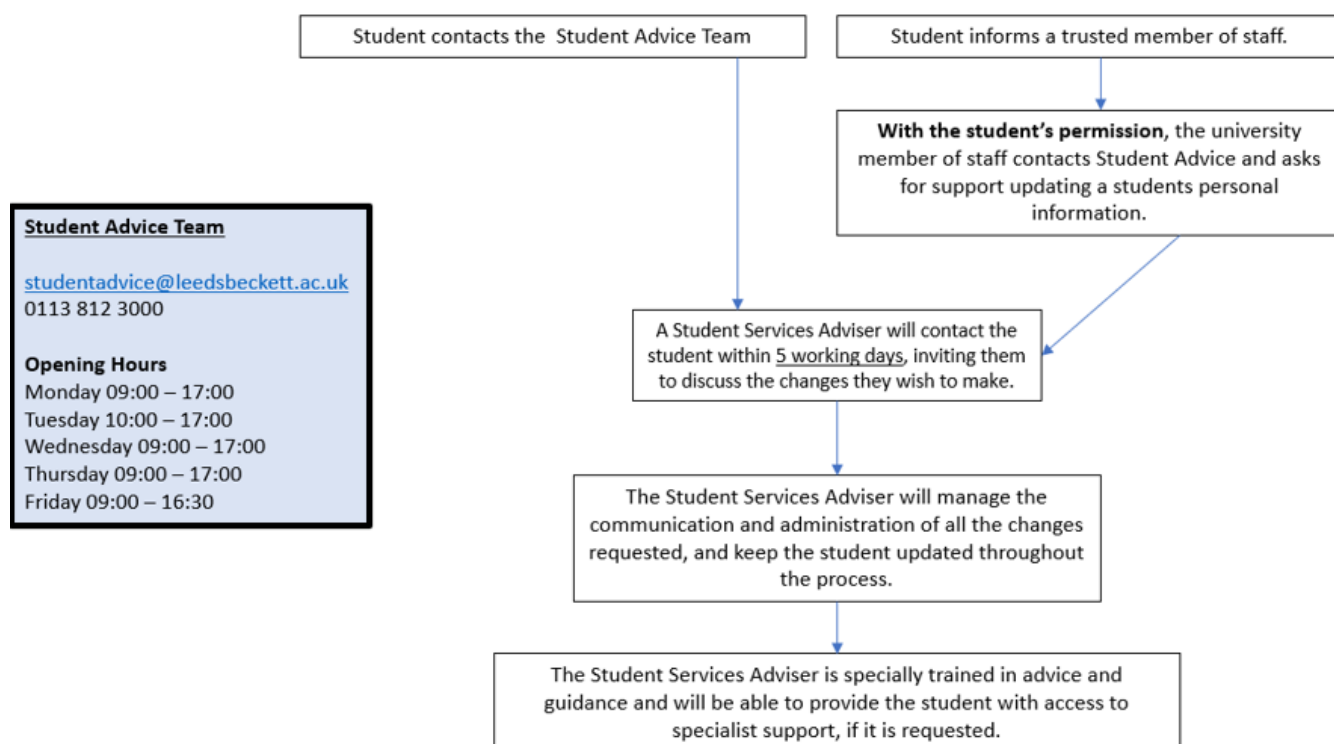 Student contacts the Student Advice Team
Student informs a trusted member of staff.
With the student's permission, the university
member of staff contacts Student Advice and asks
for support updating a students personal
information.
Student Advice Team
studentadvice@leedsbeckett.ac.uk
0113 812 3000
Opening Hours
Monday 09:00 – 17:00
Tuesday 10:00 – 17:00
Wednesday 09:00 – 17:00
Thursday 09:00 – 17:00
Friday 09:00 – 16:30
A Student Services Adviser will contact the
student within 5 working days, inviting them
to discuss the changes they wish to make.
The Student Services Adviser will manage the
communication and administration of all the changes
requested, and keep the student updated throughout
the process.
The Student Services Adviser is specially trained in advice and
guidance and will be able to provide the student with access to
specialist support, if it is requested.